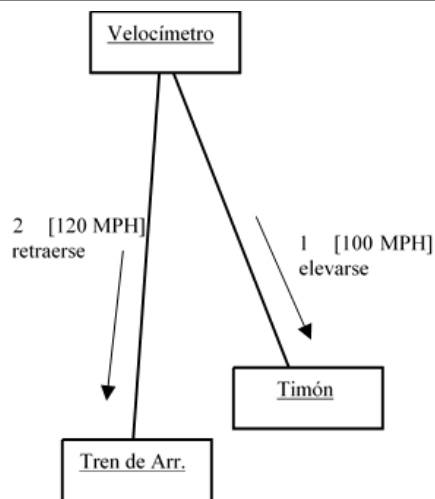 Velocímetro
2 [120 MPH]
retraerse
1 [100 MPH]
elevarse
Timón
Tren de Arr.